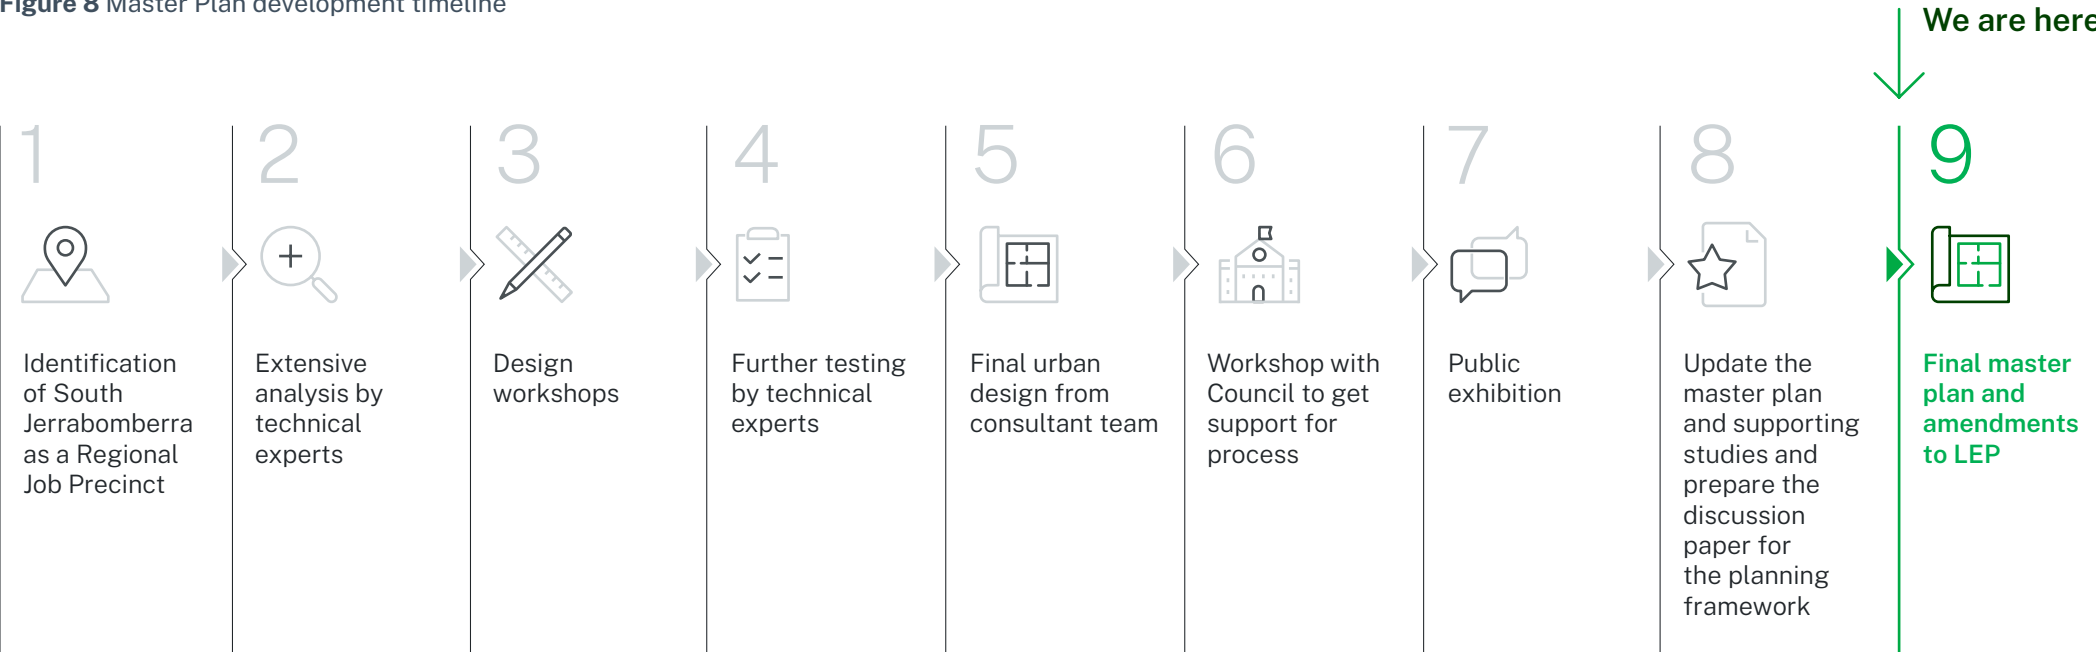 Figure 8 Master Plan development timeline
We are here
1
Identification
of South
Jerrabomberra
as a Regional
Job Precinct
2
Extensive
analysis by
technical
experts
3
Design
workshops
4
Further testing
by technical
experts
5
Final urban
design from
consultant team
6
Workshop with
Council to get
support for
process
7
Public
exhibition
8
Update the
master plan
and supporting
studies and
prepare the
discussion
paper for
the planning
framework
9
Final master
plan and
amendments
to LEP